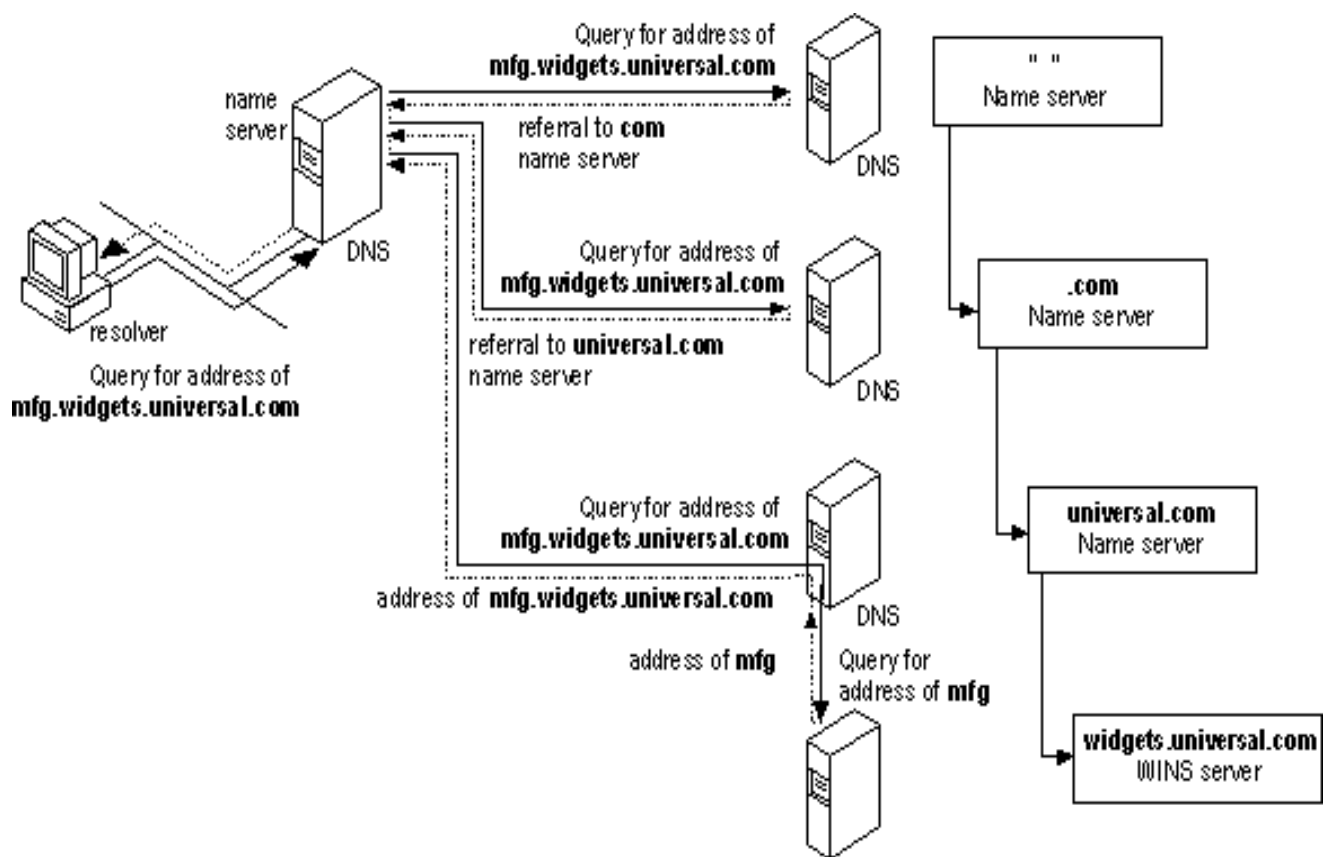 Query for address of
mfg.widgets.universal.com
name
server
referral to com
name server
DNS
" "
Name server
DNS
resolver
Query for address of
mfg.widgets.universal.com
Query for address of
mfg.widgets.universal.com
referral to universal.com
name server
DNS
.com
Name server
Query for address of
mfg.widgets.universal.com
address of mfg.widgets.universal.com
DNS
universal.com
Name server
address of mfg
Query for
address of mfg
widgets.universal.com
WINS server